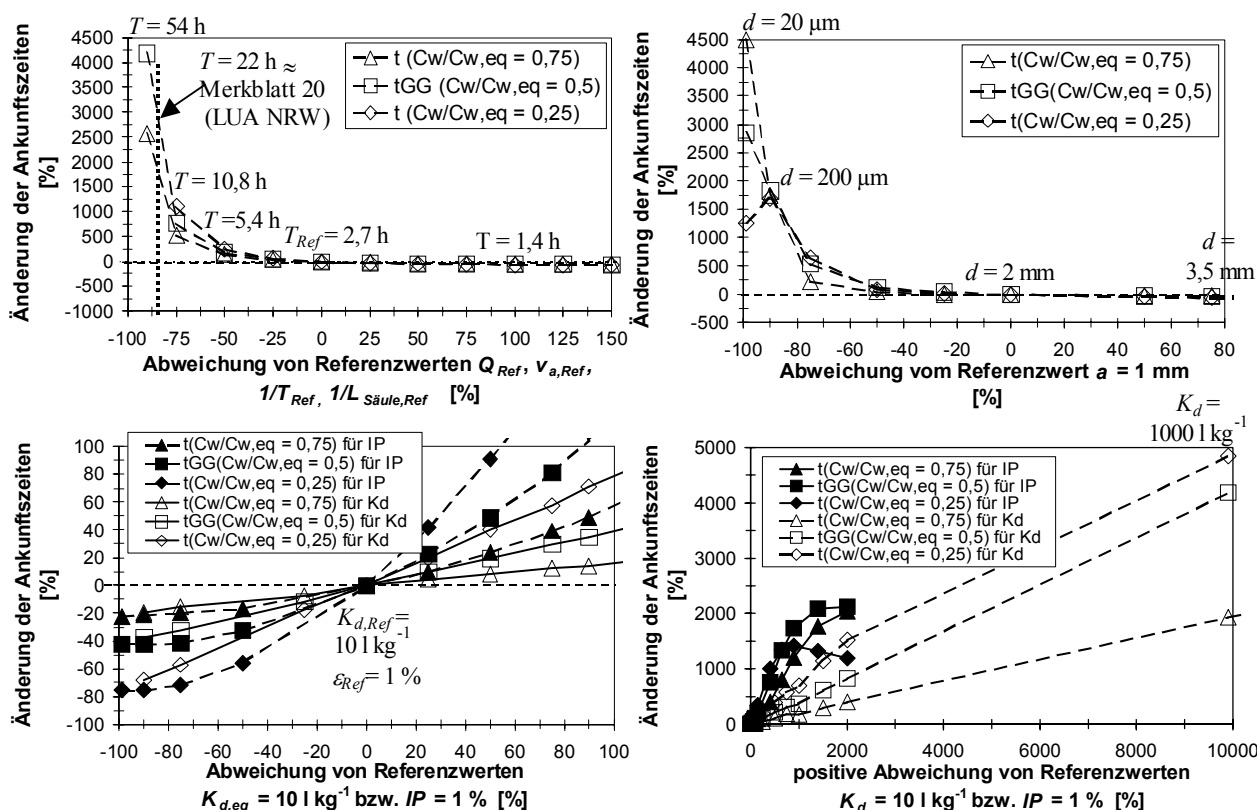 Änderung der Ankunftszeiten
[%]
4500
4000
3500
3000
2500
2000
1500
1000
500
0
-500
-1000
T = 54 h
T = 22 h ≈
Merkblatt 20
(LUA NRW)
T = 10,8 h
T = 5,4 h
T_Ref = 2,7 h
T = 1,4 h
t (Cw/Cw,eq = 0,75)
tGG (Cw/Cw,eq = 0,5)
t (Cw/Cw,eq = 0,25)
-100 -75 -50 -25 0 25 50 75 100 125 150
Abweichung von Referenzwerten Q_Ref , v_a,Ref ,
1/T_Ref , 1/L_Säule,Ref [%]
Änderung der Ankunftszeiten
[%]
4500
4000
3500
3000
2500
2000
1500
1000
500
0
-500
d = 20 µm
d = 200 µm
d = 2 mm
d =
3,5 mm
t(Cw/Cw,eq = 0,75)
tGG(Cw/Cw,eq = 0,5)
t(Cw/Cw,eq = 0,25)
-100 -80 -60 -40 -20 0 20 40 60 80
Abweichung vom Referenzwert a = 1 mm
[%]
Änderung der Ankunftszeiten
[%]
100
80
60
40
20
0
-20
-40
-60
-80
-100
t(Cw/Cw,eq = 0,75) für IP
tGG(Cw/Cw,eq = 0,5) für IP
t(Cw/Cw,eq = 0,25) für IP
t(Cw/Cw,eq = 0,75) für Kd
tGG(Cw/Cw,eq = 0,5) für Kd
t(Cw/Cw,eq = 0,25) für Kd
K_d,Ref =
10 l kg⁻¹
ε_Ref = 1 %
-100 -80 -60 -40 -20 0 20 40 60 80 100
Abweichung von Referenzwerten
K_d,eq = 10 l kg⁻¹ bzw. IP = 1 % [%]
Änderung der Ankunftszeiten
[%]
5000
4000
3000
2000
1000
0
K_d =
1000 l kg⁻¹
t(Cw/Cw,eq = 0,75) für IP
tGG(Cw/Cw,eq = 0,5) für IP
t(Cw/Cw,eq = 0,25) für IP
t(Cw/Cw,eq = 0,75) für Kd
tGG(Cw/Cw,eq = 0,5) für Kd
t(Cw/Cw,eq = 0,25) für Kd
0 2000 4000 6000 8000 10000
positive Abweichung von Referenzwerten
K_d = 10 l kg⁻¹ bzw. IP = 1 % [%]